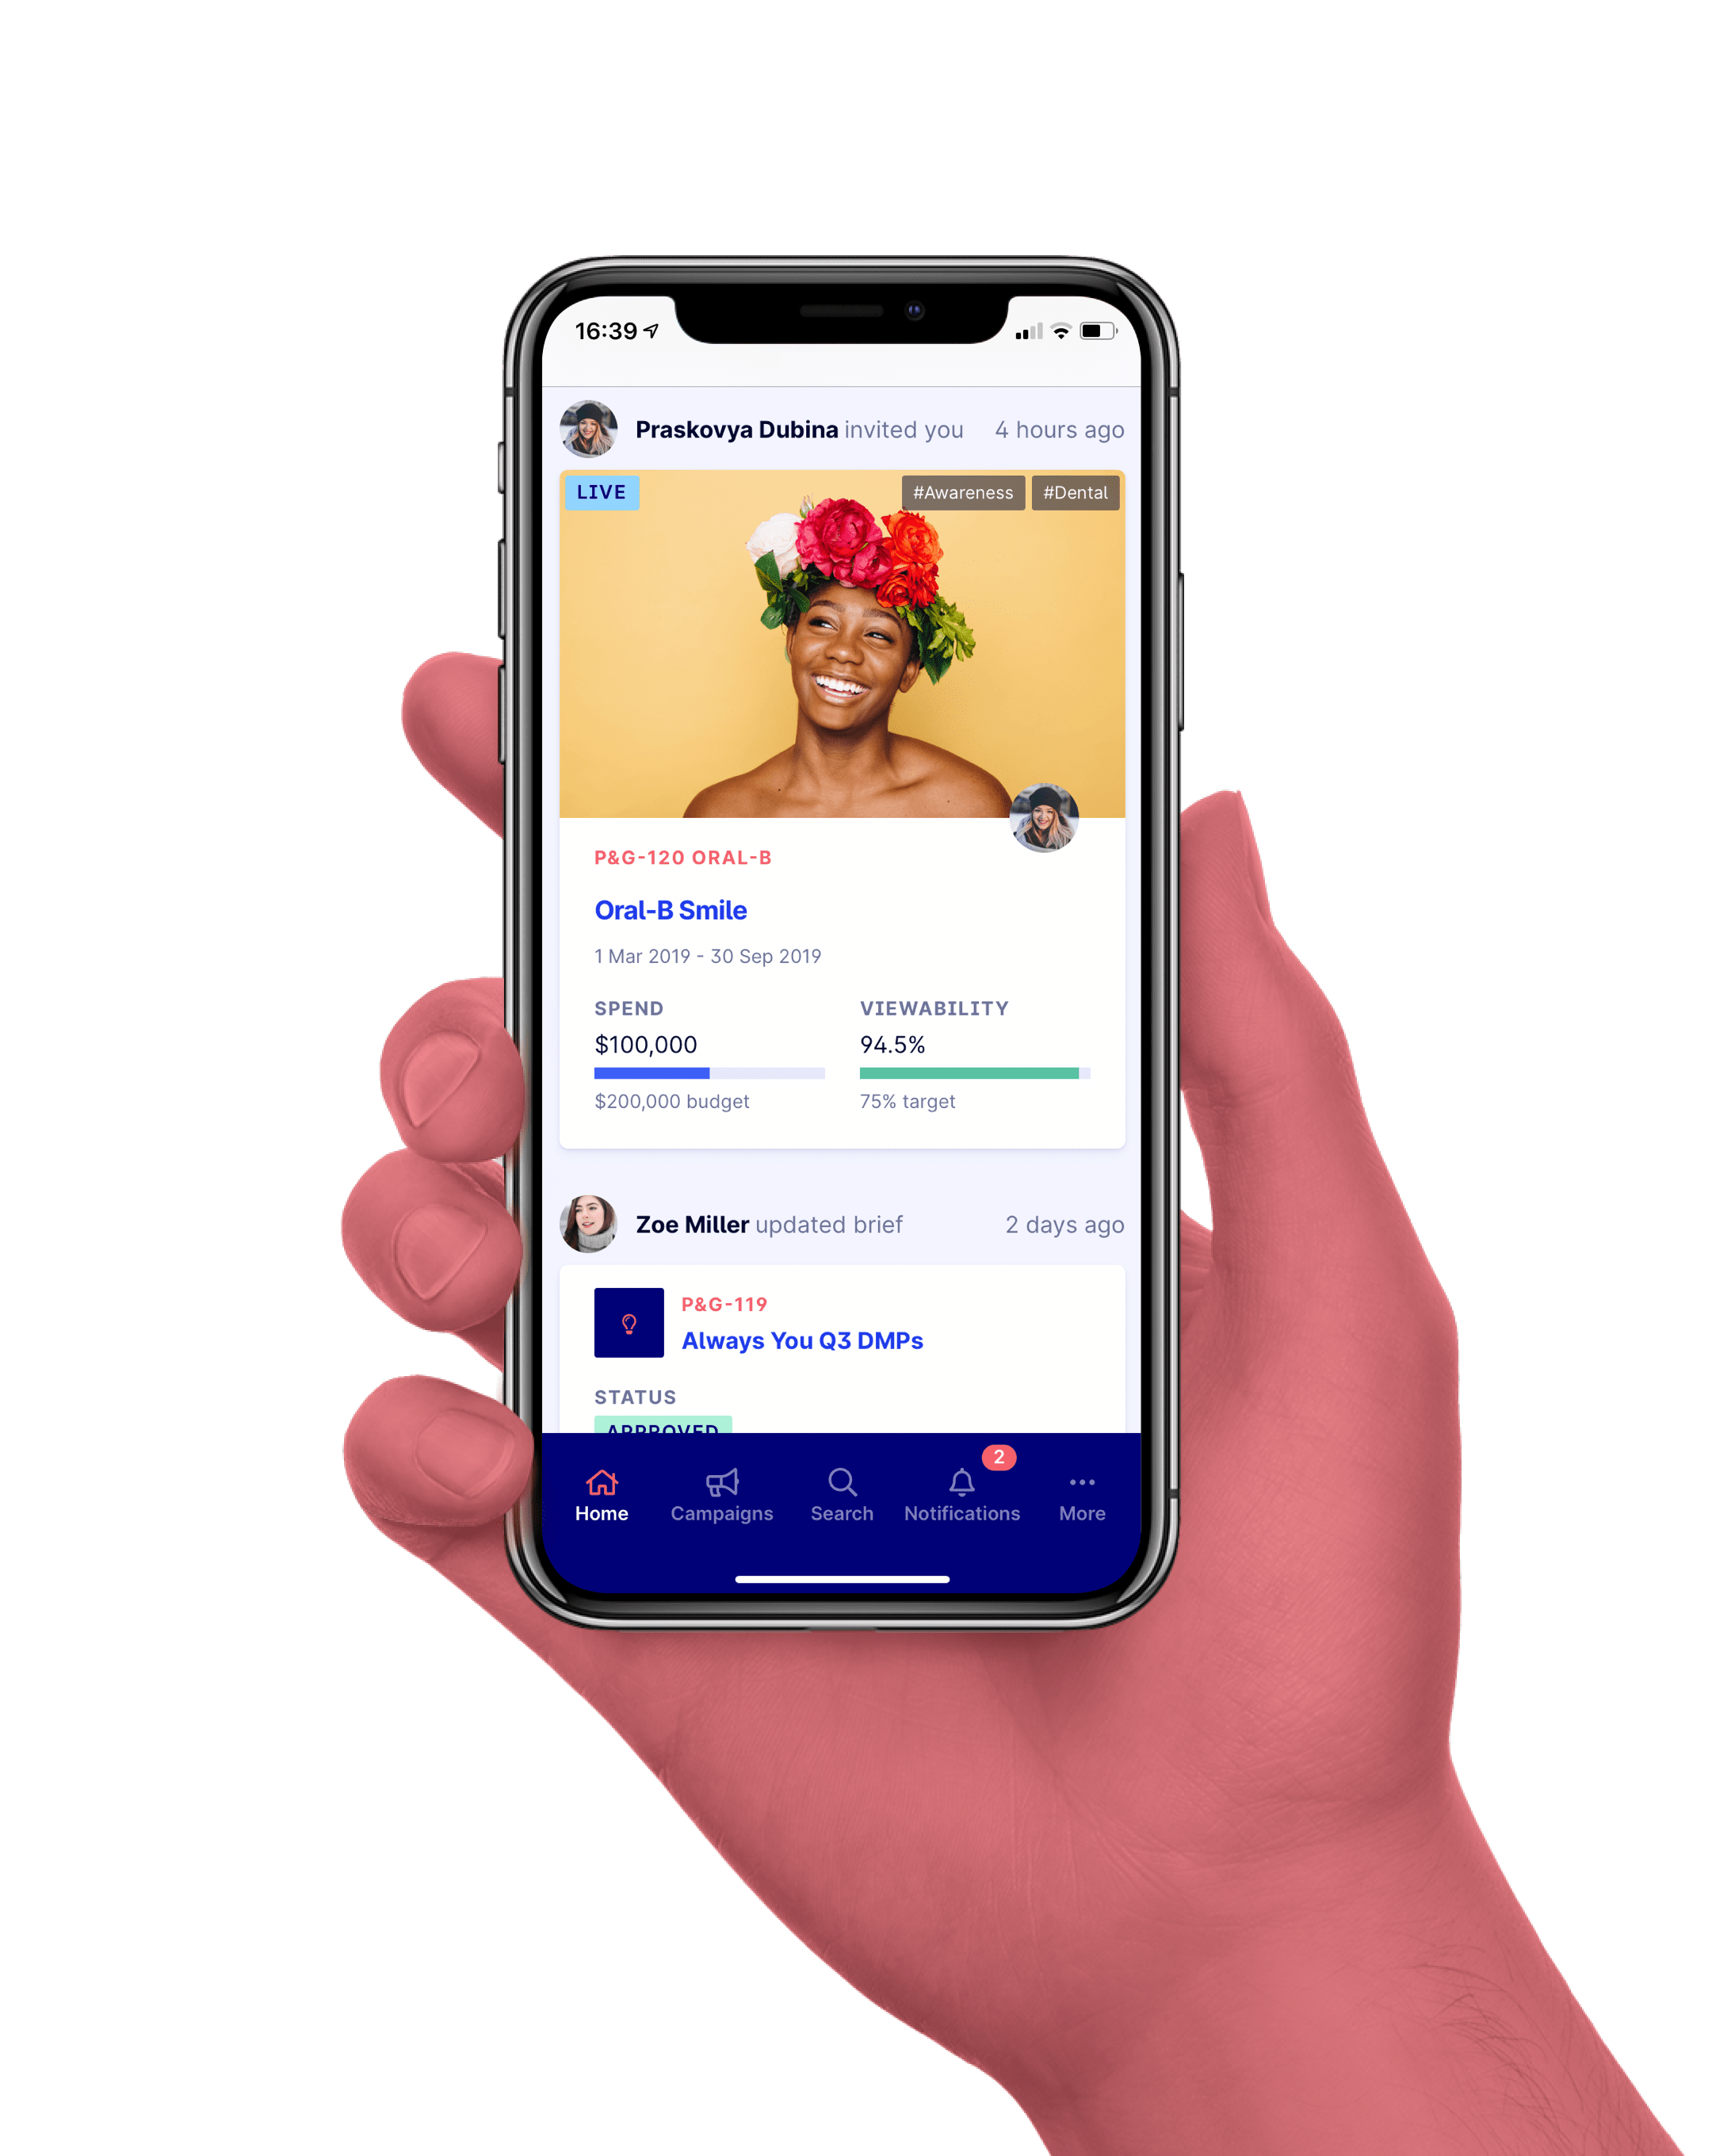 16:39
Praskovya Dubina invited you 4 hours ago
LIVE #Awareness #Dental
P&G-120 ORAL-B
Oral-B Smile
1 Mar 2019 - 30 Sep 2019
SPEND VIEWABILITY
$100,000 94.5%
$200,000 budget 75% target
Zoe Miller updated brief 2 days ago
P&G-119
Always You Q3 DMPs
STATUS
APPROVED
2
Home Campaigns Search Notifications More